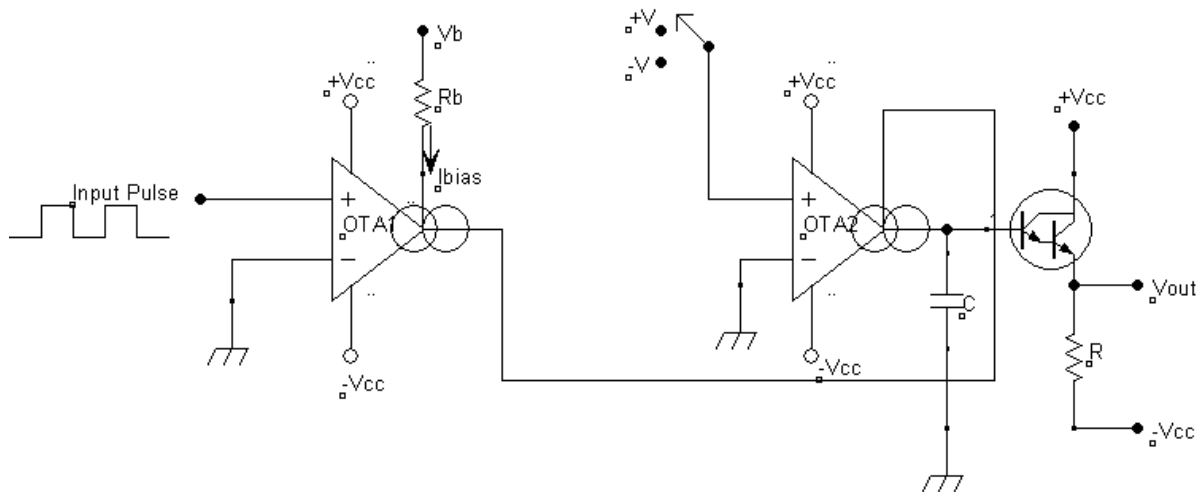 Vb
+V
-V
+Vcc
+Vcc
+Vcc
Rb
Ibias
Input Pulse
+
OTA1
−
+
OTA2
−
C
Vout
R
-Vcc
-Vcc
-Vcc